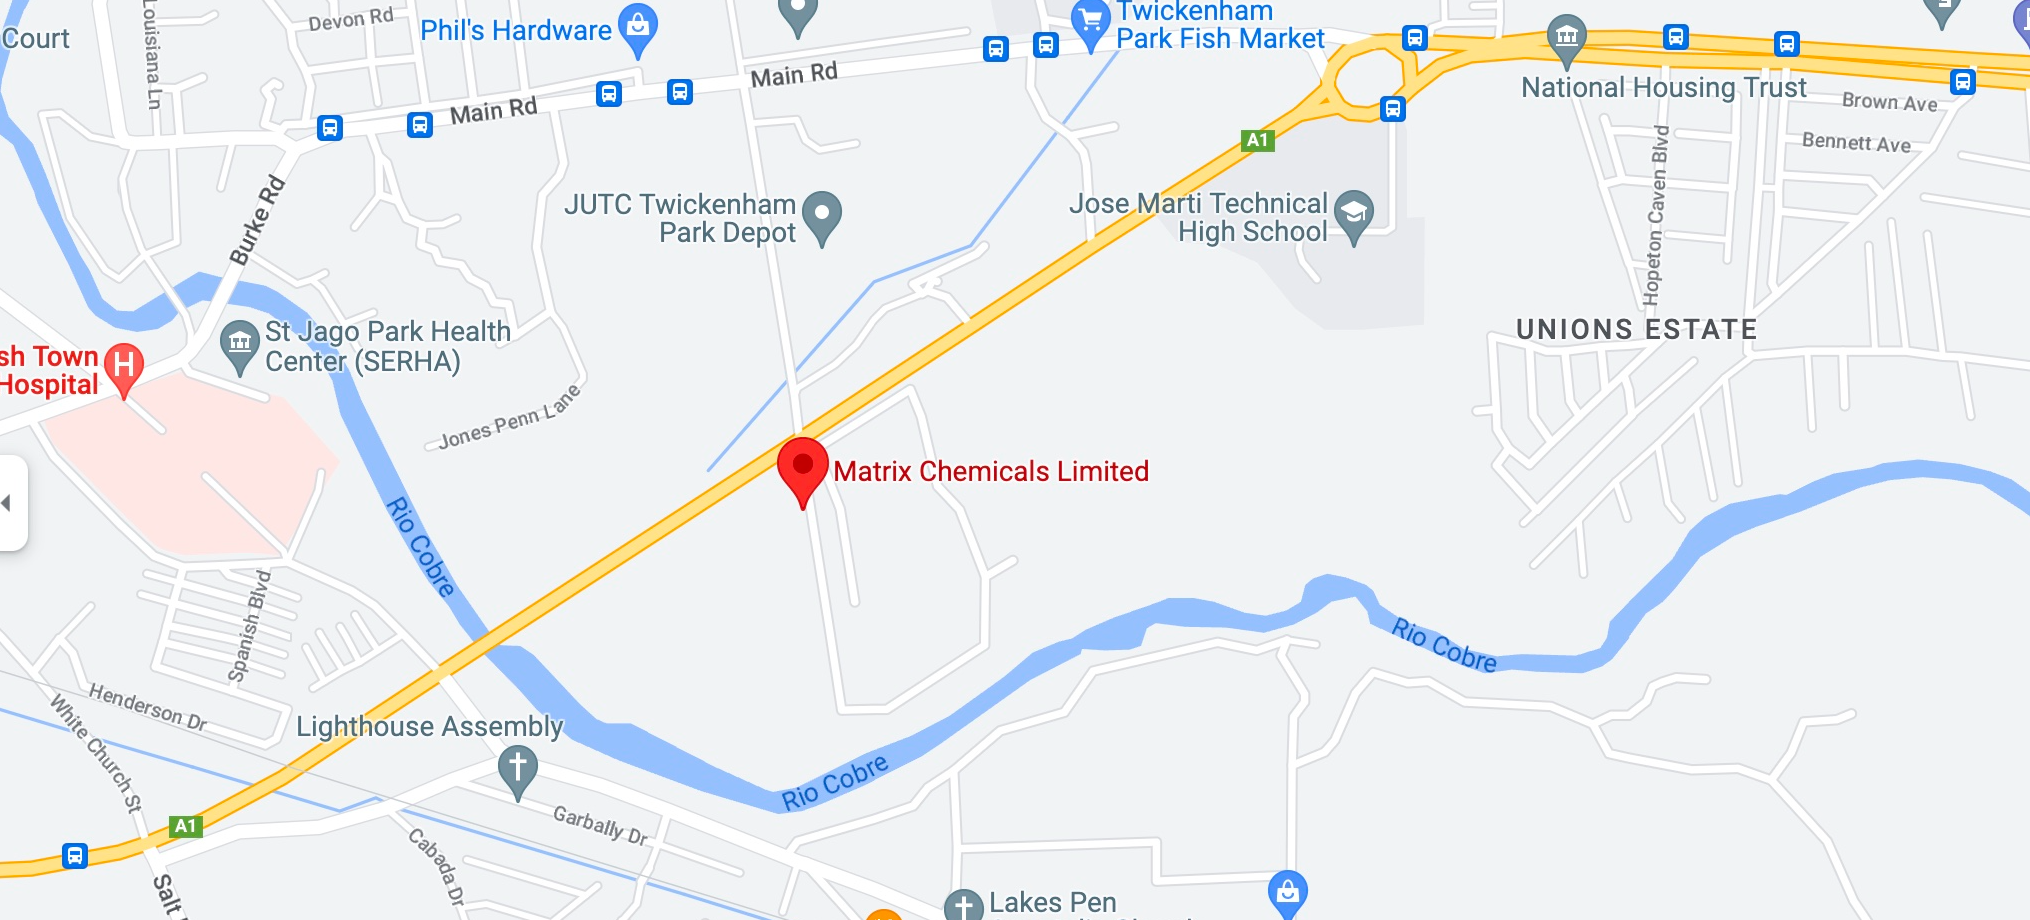 Court
Louisiana Ln
Devon Rd
Phil's Hardware
Twickenham
Park Fish Market
Main Rd
Main Rd
National Housing Trust
Brown Ave
Bennett Ave
Hopeton Caven Blvd
A1
Burke Rd
JUTC Twickenham
Park Depot
Jose Marti Technical
High School
UNIONS ESTATE
St Jago Park Health
Center (SERHA)
sh Town
Hospital
H
Jones Penn Lane
Matrix Chemicals Limited
Rio Cobre
Spanish Blvd
Rio Cobre
Henderson Dr
White Church St
Lighthouse Assembly
Rio Cobre
A1
Garbally Dr
Cabada Dr
Salt
Lakes Pen